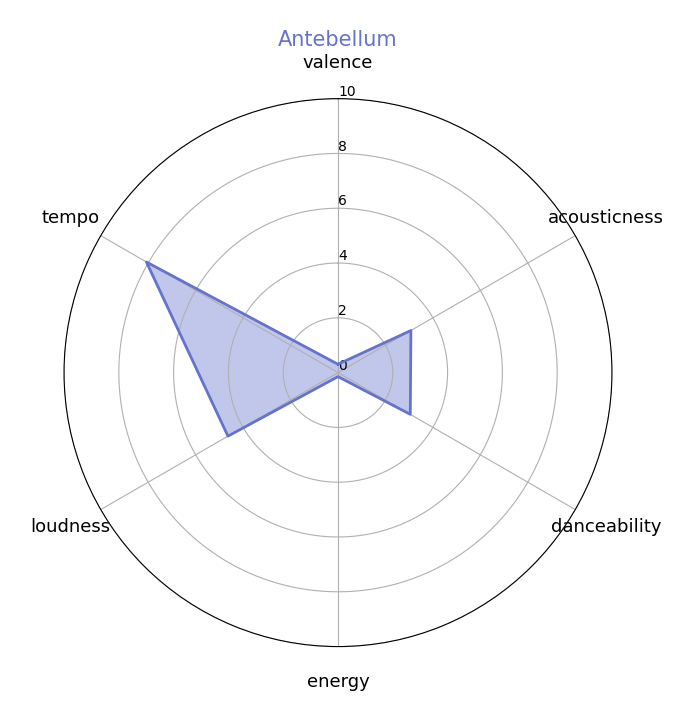 Antebellum
valence
10
8
tempo
6
acousticness
4
2
0
loudness
danceability
energy